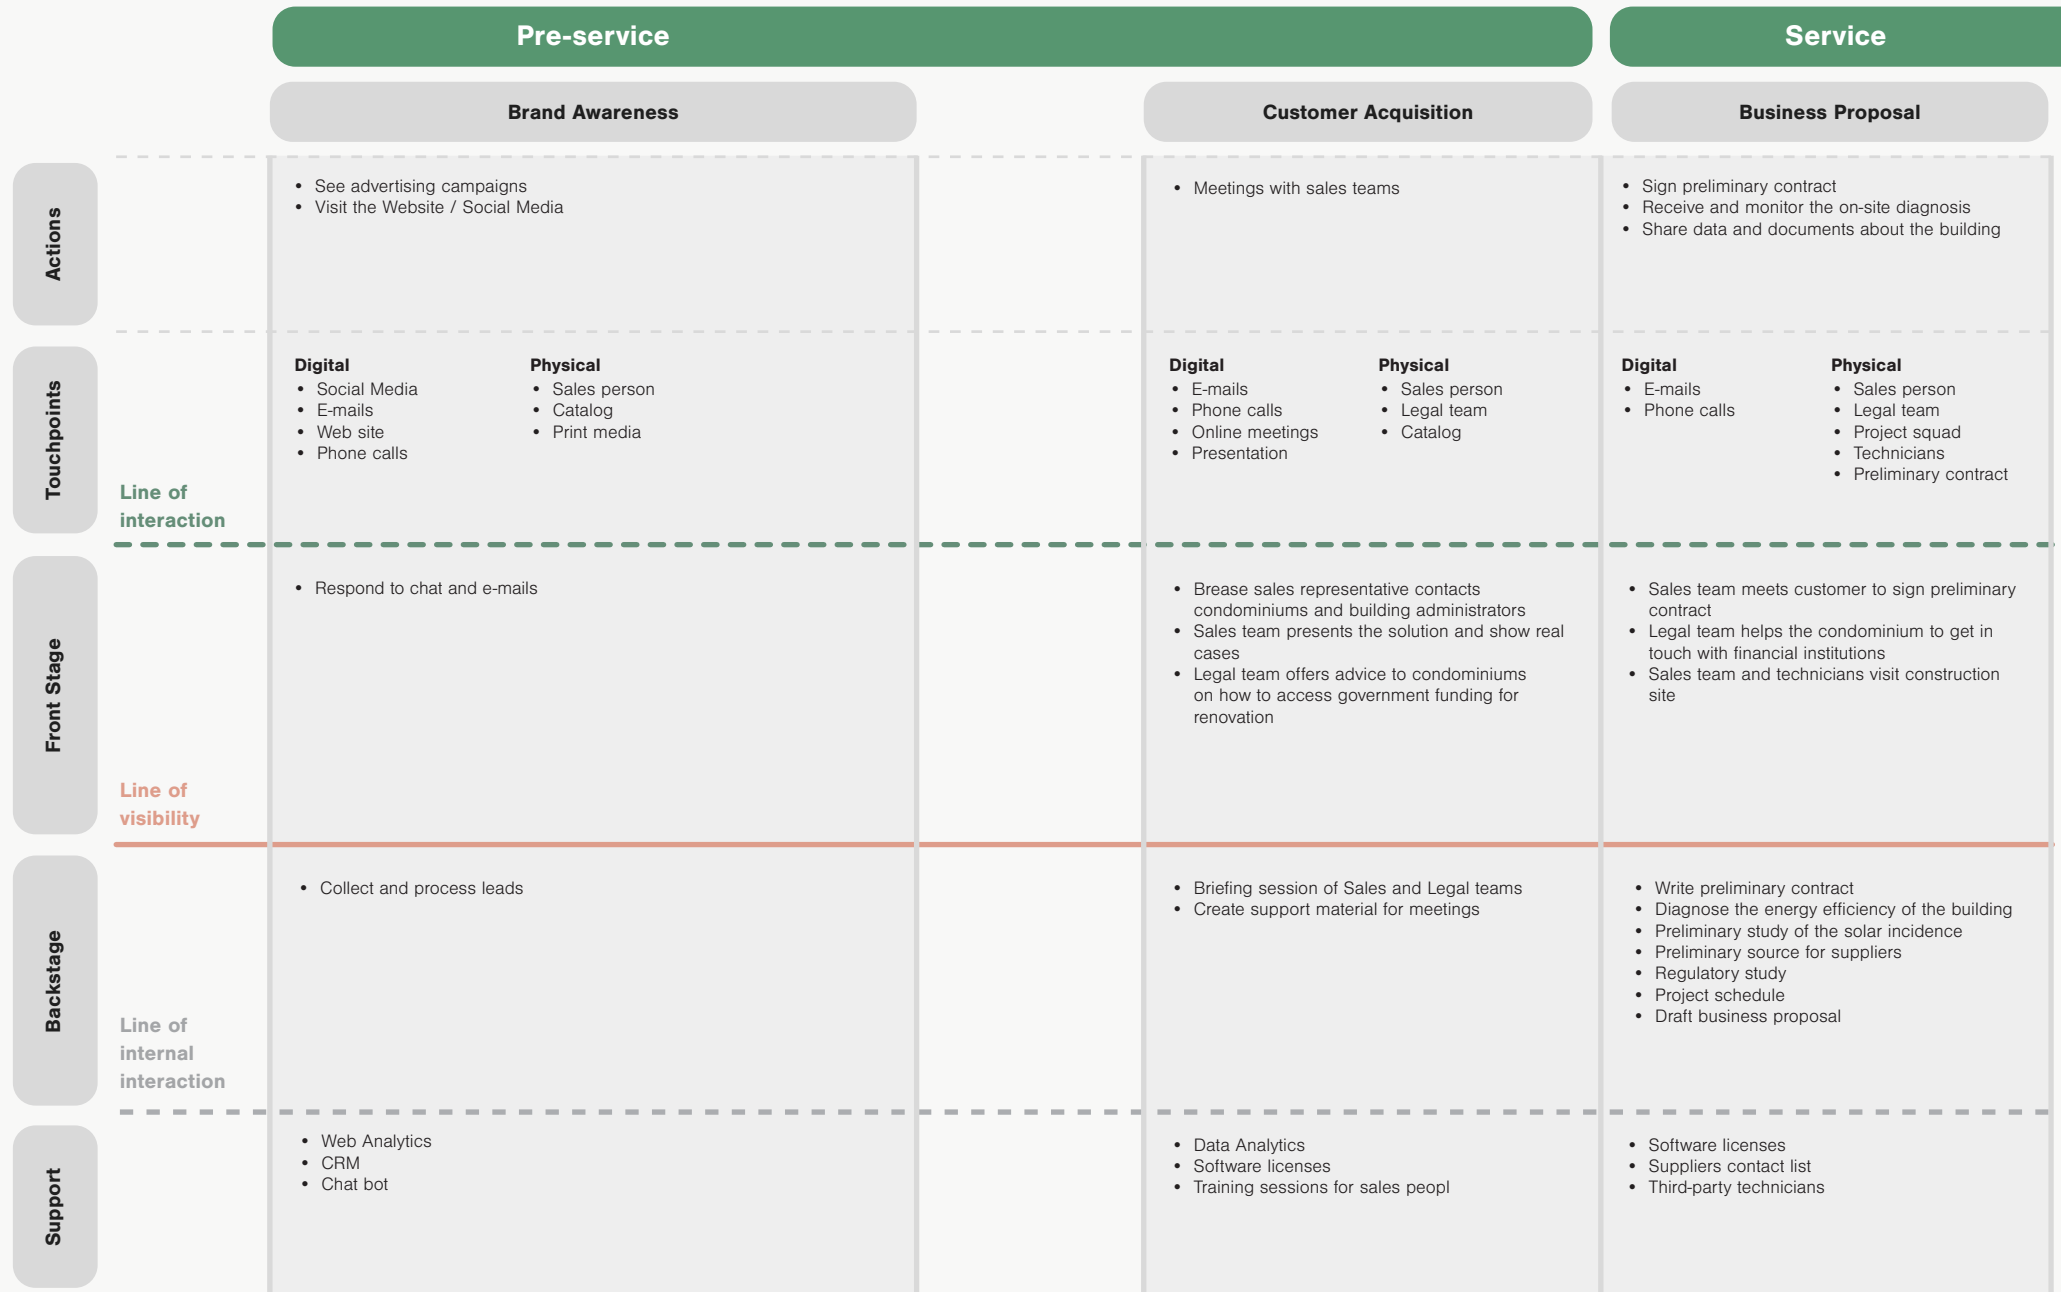 Pre-service
Service
Brand Awareness
Customer Acquisition
Business Proposal
Actions
• See advertising campaigns
• Visit the Website / Social Media
• Meetings with sales teams
• Sign preliminary contract
• Receive and monitor the on-site diagnosis
• Share data and documents about the building
Touchpoints
Digital
• Social Media
• E-mails
• Web site
• Phone calls
Physical
• Sales person
• Catalog
• Print media
Digital
• E-mails
• Phone calls
• Online meetings
• Presentation
Physical
• Sales person
• Legal team
• Catalog
Digital
• E-mails
• Phone calls
Physical
• Sales person
• Legal team
• Project squad
• Technicians
• Preliminary contract
Line of
interaction
Front Stage
• Respond to chat and e-mails
• Brease sales representative contacts
condominiums and building administrators
• Sales team presents the solution and show real
cases
• Legal team offers advice to condominiums
on how to access government funding for
renovation
• Sales team meets customer to sign preliminary
contract
• Legal team helps the condominium to get in
touch with financial institutions
• Sales team and technicians visit construction
site
Line of
visibility
Backstage
• Collect and process leads
• Briefing session of Sales and Legal teams
• Create support material for meetings
• Write preliminary contract
• Diagnose the energy efficiency of the building
• Preliminary study of the solar incidence
• Preliminary source for suppliers
• Regulatory study
• Project schedule
• Draft business proposal
Line of
internal
interaction
Support
• Web Analytics
• CRM
• Chat bot
• Data Analytics
• Software licenses
• Training sessions for sales peopl
• Software licenses
• Suppliers contact list
• Third-party technicians